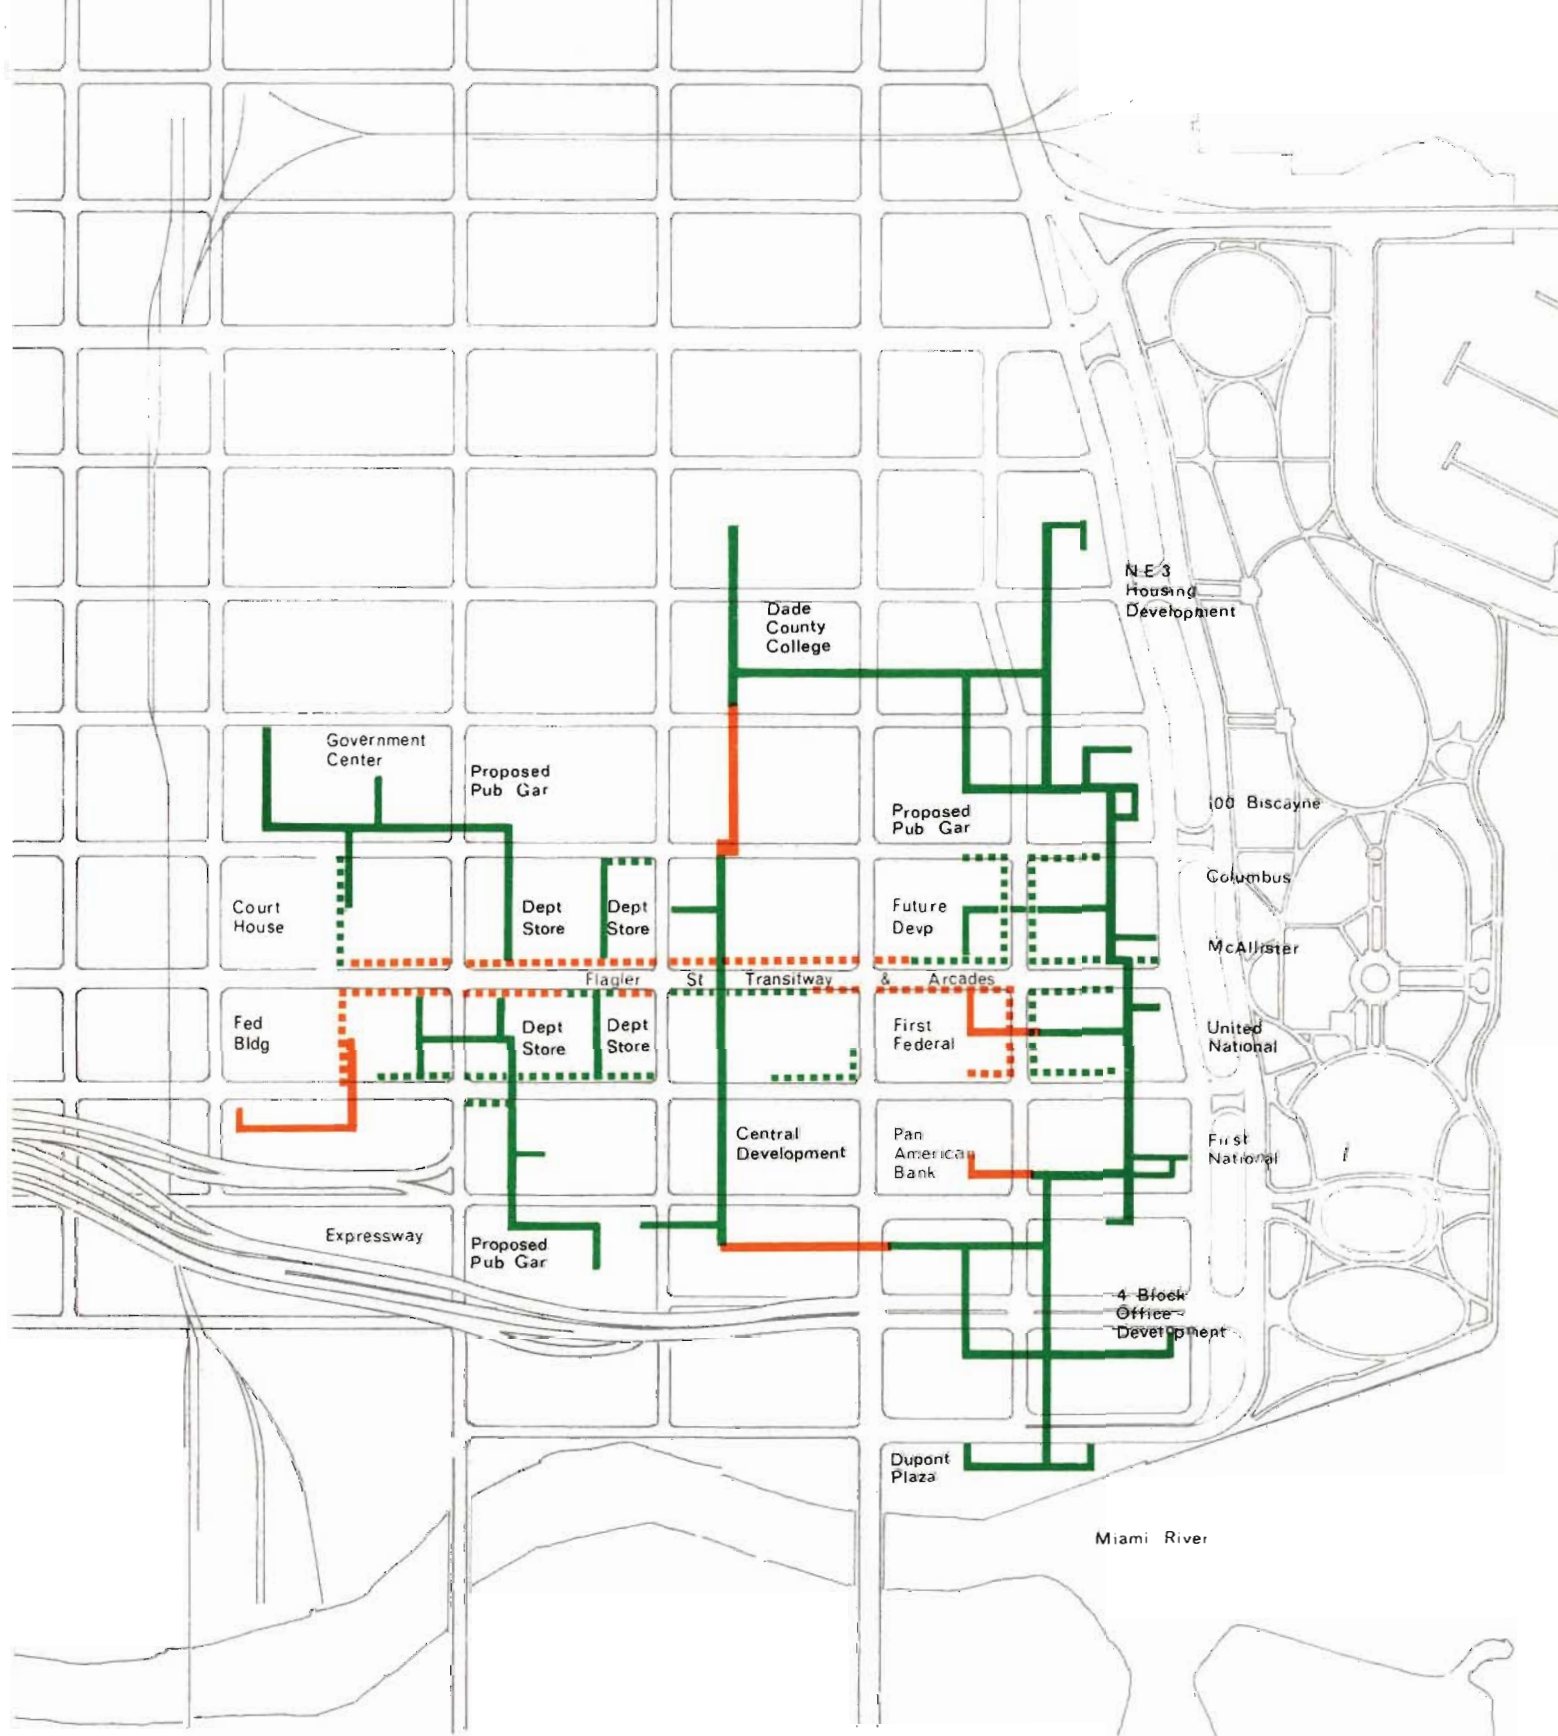 N E 3
Housing
Development
Dade
County
College
Government
Center
Proposed
Pub Gar
Proposed
Pub Gar
00 Biscayne
Columbus
Court
House
Dept
Store
Dept
Store
Future
Devp
McAllister
Flagler St Transitway & Arcades
Fed
Bldg
Dept
Store
Dept
Store
First
Federal
United
National
Central
Development
Pan
American
Bank
First
National
Expressway
Proposed
Pub Gar
4 Block
Office
Development
Dupont
Plaza
Miami River